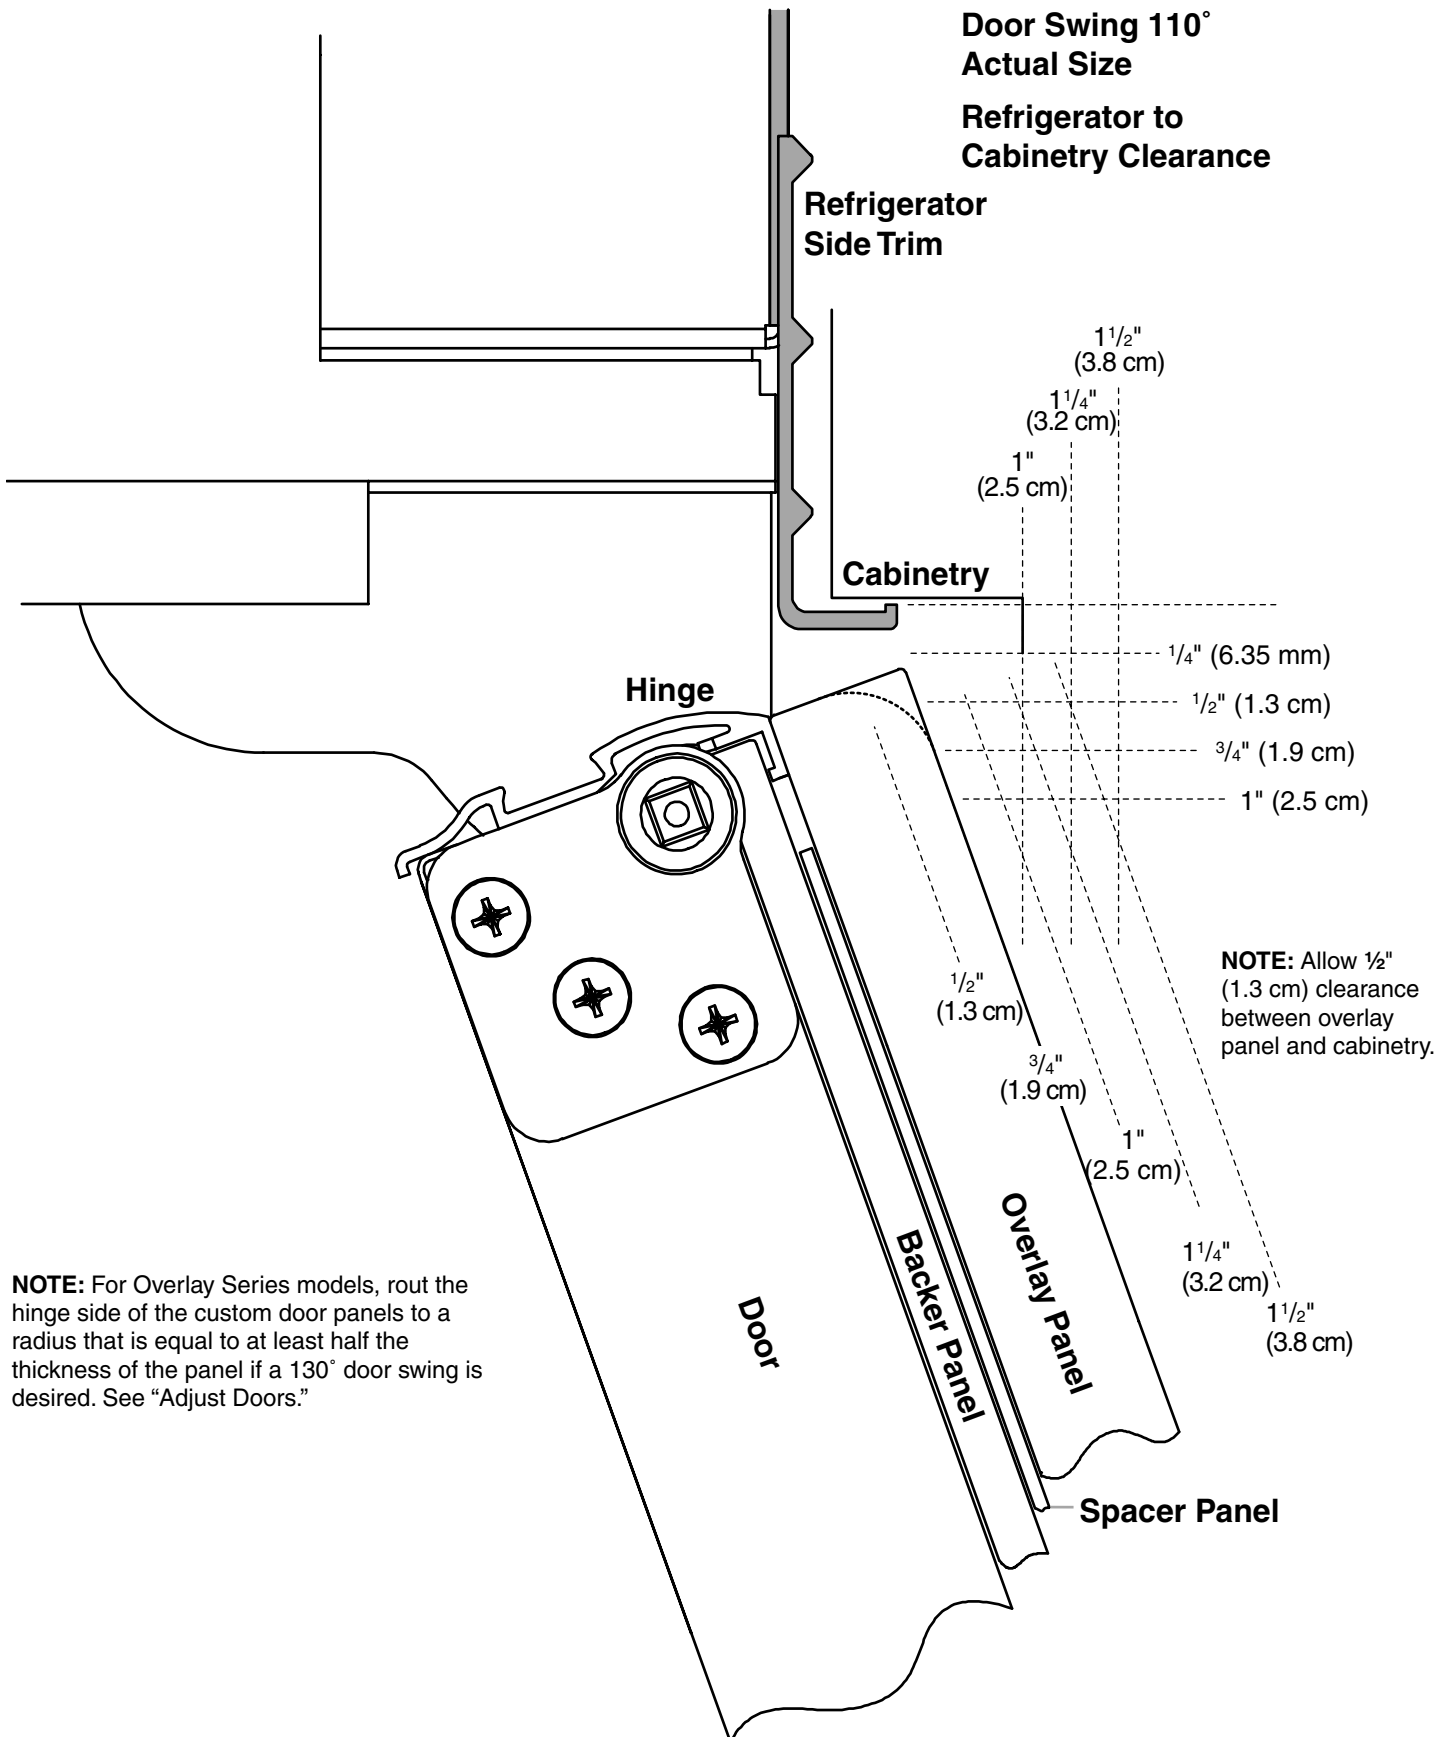 Door Swing 110˚
Actual Size
Refrigerator to
Cabinetry Clearance
Refrigerator
Side Trim
1 1/2"
(3.8 cm)
1 1/4"
(3.2 cm)
1"
(2.5 cm)
Cabinetry
1/4" (6.35 mm)
Hinge
1/2" (1.3 cm)
3/4" (1.9 cm)
1" (2.5 cm)
NOTE: Allow ½"
(1.3 cm) clearance
between overlay
panel and cabinetry.
1/2"
(1.3 cm)
3/4"
(1.9 cm)
1"
(2.5 cm)
1 1/4"
(3.2 cm)
1 1/2"
(3.8 cm)
Overlay Panel
Backer Panel
Door
NOTE: For Overlay Series models, rout the
hinge side of the custom door panels to a
radius that is equal to at least half the
thickness of the panel if a 130˚ door swing is
desired. See “Adjust Doors.”
Spacer Panel